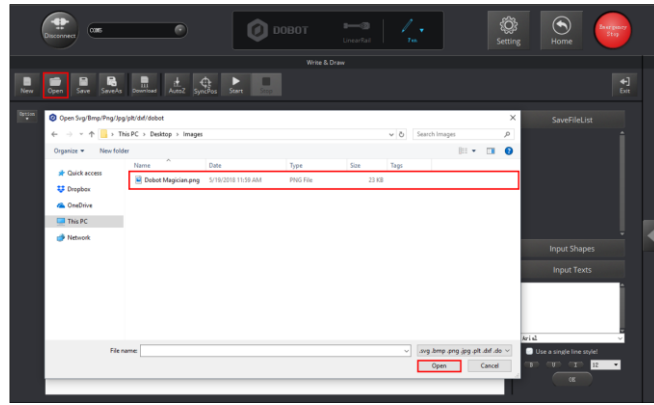 Disconnect
COM5
DOBOT
LinearRail
Pen
Setting
Home
Emergency
Stop
Write & Draw
New
Open
Save
SaveAs
Download
AutoZ
SyncPos
Start
Stop
Exit
Option
Open Svg/Bmp/Png/Jpg/plt/dxf/dobot
This PC > Desktop > Images
Search Images
Organize
New folder
Name
Date
Type
Size
Tags
Dobot Magician.png
5/19/2018 11:38 AM
PNG File
23 KB
Quick access
Dropbox
OneDrive
This PC
Network
File name:
.svg .bmp .png .jpg .plt .dxf .do
Open
Cancel
SaveFileList
Input Shapes
Input Texts
Arial
Use a single line style!
B
U
I
12
OK